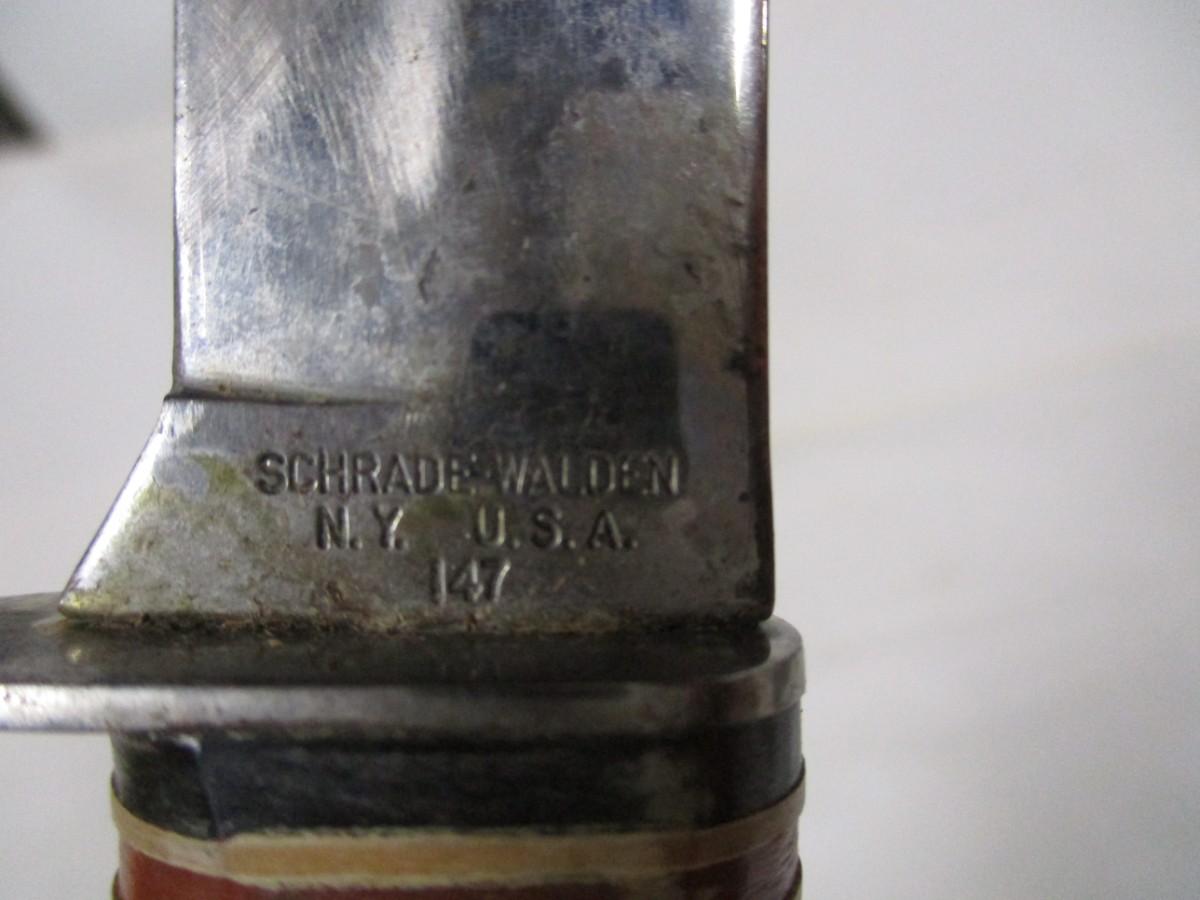 SCHRADE-WALDEN
N.Y. U.S.A.
147